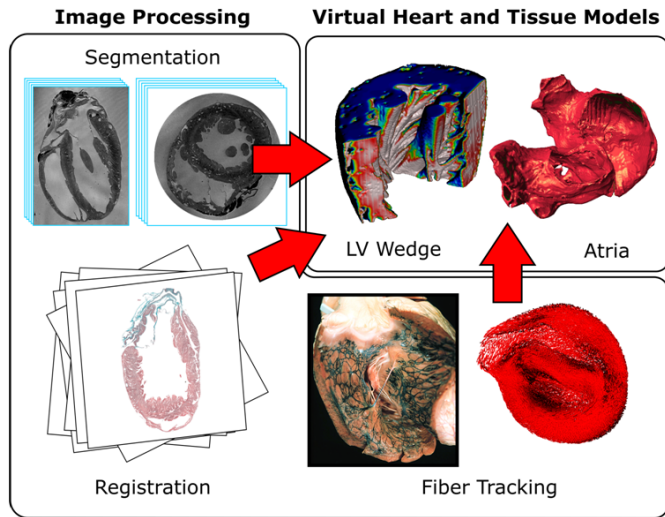 Image Processing
Virtual Heart and Tissue Models
Segmentation
LV Wedge
Atria
Registration
Fiber Tracking